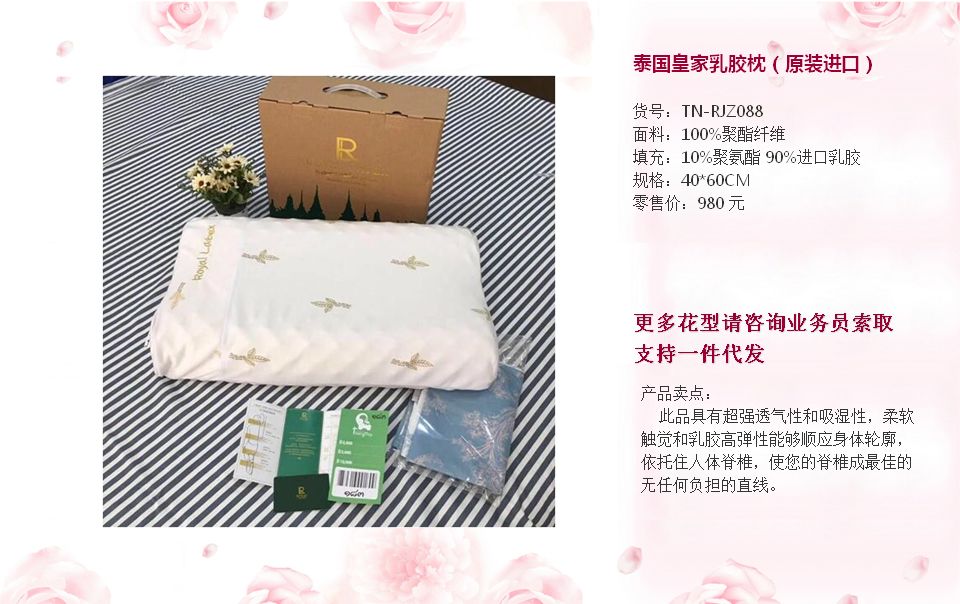 泰国皇家乳胶枕（原装进口）
货号：TN-RJZ088
面料：100%聚酯纤维
填充：10%聚氨酯 90%进口乳胶
规格：40*60CM
零售价：980 元
更多花型请咨询业务员索取
支持一件代发
产品卖点：
此品具有超强透气性和吸湿性，柔软
触觉和乳胶高弹性能够顺应身体轮廓，
依托住人体脊椎，使您的脊椎成最佳的
无任何负担的直线。
R
Royal Latex